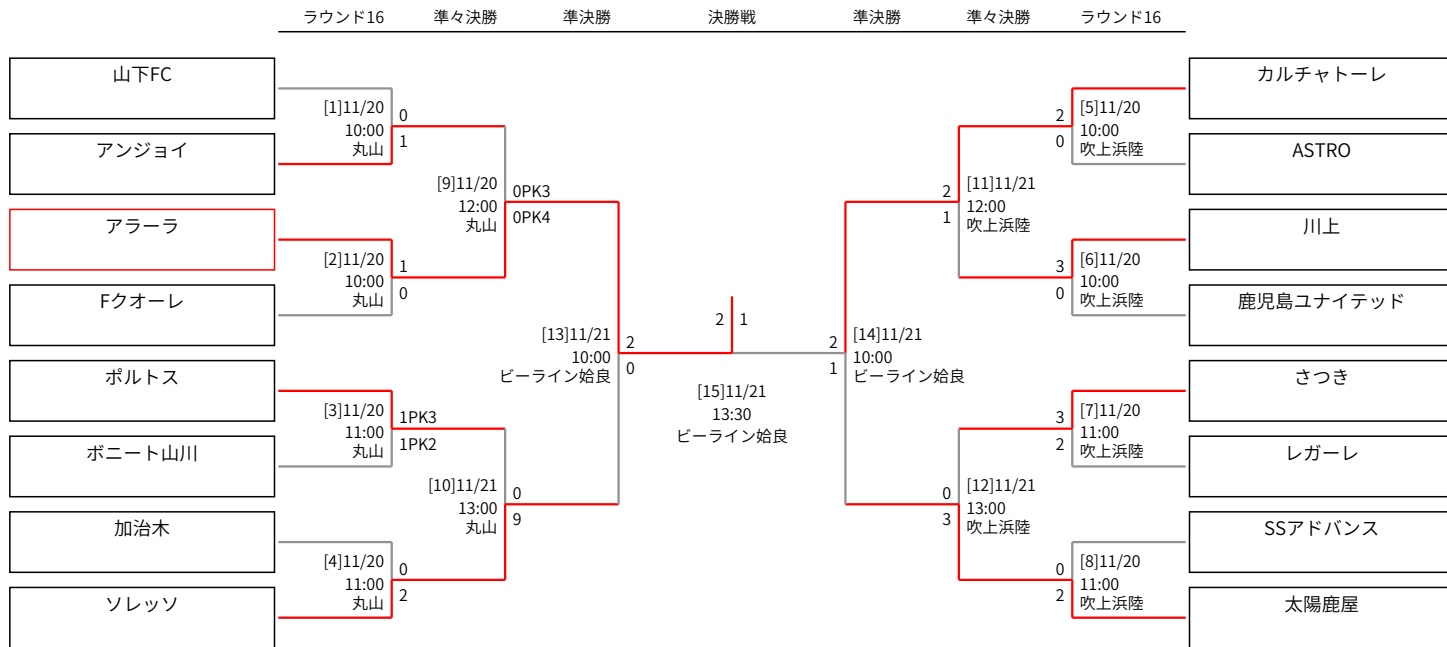 ラウンド16 準々決勝 準決勝 決勝戦 準決勝 準々決勝 ラウンド16
山下FC
[1]11/20
10:00
丸山
0
1
アンジョイ
[9]11/20
12:00
丸山
0PK3
0PK4
アラーラ
[2]11/20
10:00
丸山
1
0
Fクオーレ
[13]11/21
10:00
ビーライン姶良
2
0
ポルトス
[3]11/20
11:00
丸山
1PK3
1PK2
ボニート山川
[10]11/21
13:00
丸山
0
9
加治木
[4]11/20
11:00
丸山
0
2
ソレッソ
2 1
[15]11/21
13:30
ビーライン姶良
カルチャトーレ
2
0
[5]11/20
10:00
吹上浜陸
ASTRO
2
1
[11]11/21
12:00
吹上浜陸
川上
3
0
[6]11/20
10:00
吹上浜陸
鹿児島ユナイテッド
2
1
[14]11/21
10:00
ビーライン姶良
さつき
3
2
[7]11/20
11:00
吹上浜陸
レガーレ
0
3
[12]11/21
13:00
吹上浜陸
SSアドバンス
0
2
[8]11/20
11:00
吹上浜陸
太陽鹿屋